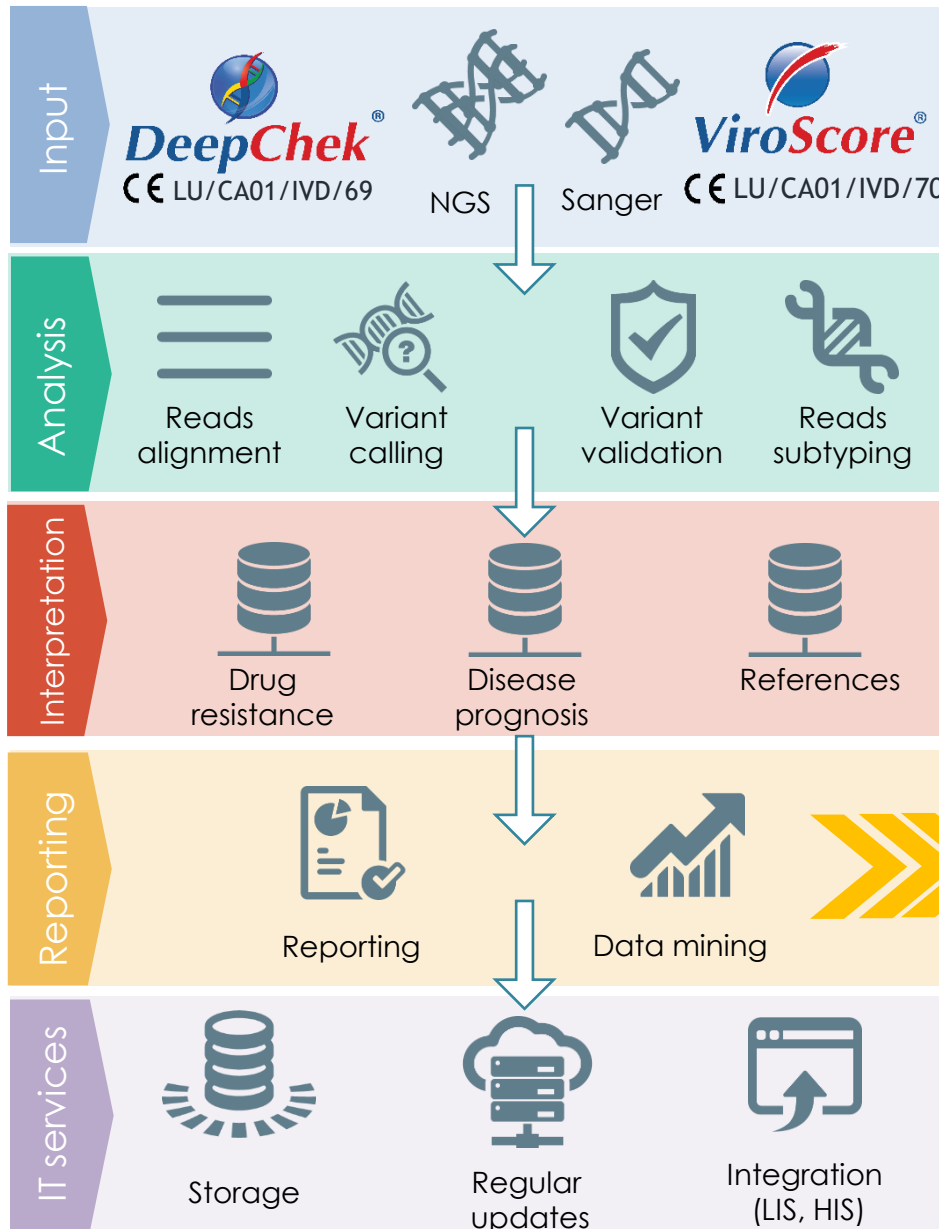 Input
DeepChek®
CE LU/CA01/IVD/69
NGS
Sanger
ViroScore®
CE LU/CA01/IVD/70
Analysis
Reads
alignment
Variant
calling
?
Variant
validation
Reads
subtyping
Interpretation
Drug
resistance
Disease
prognosis
References
Reporting
Reporting
Data mining
IT services
Storage
Regular
updates
Integration
(LIS, HIS)